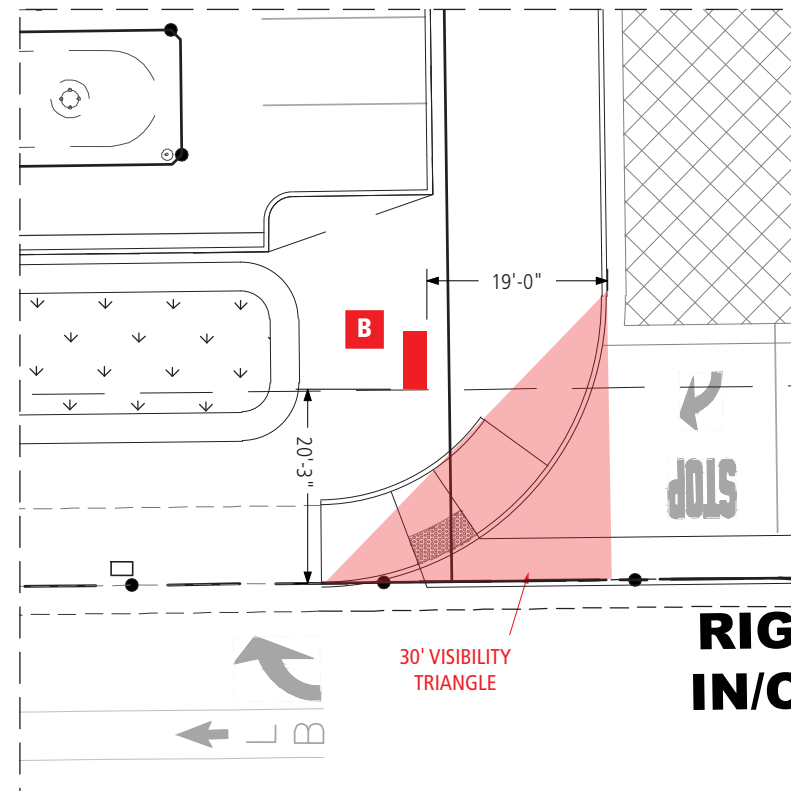 19'-0"
B
20'-3"
STOP
30' VISIBILITY
TRIANGLE
RIG
IN/O
L
B